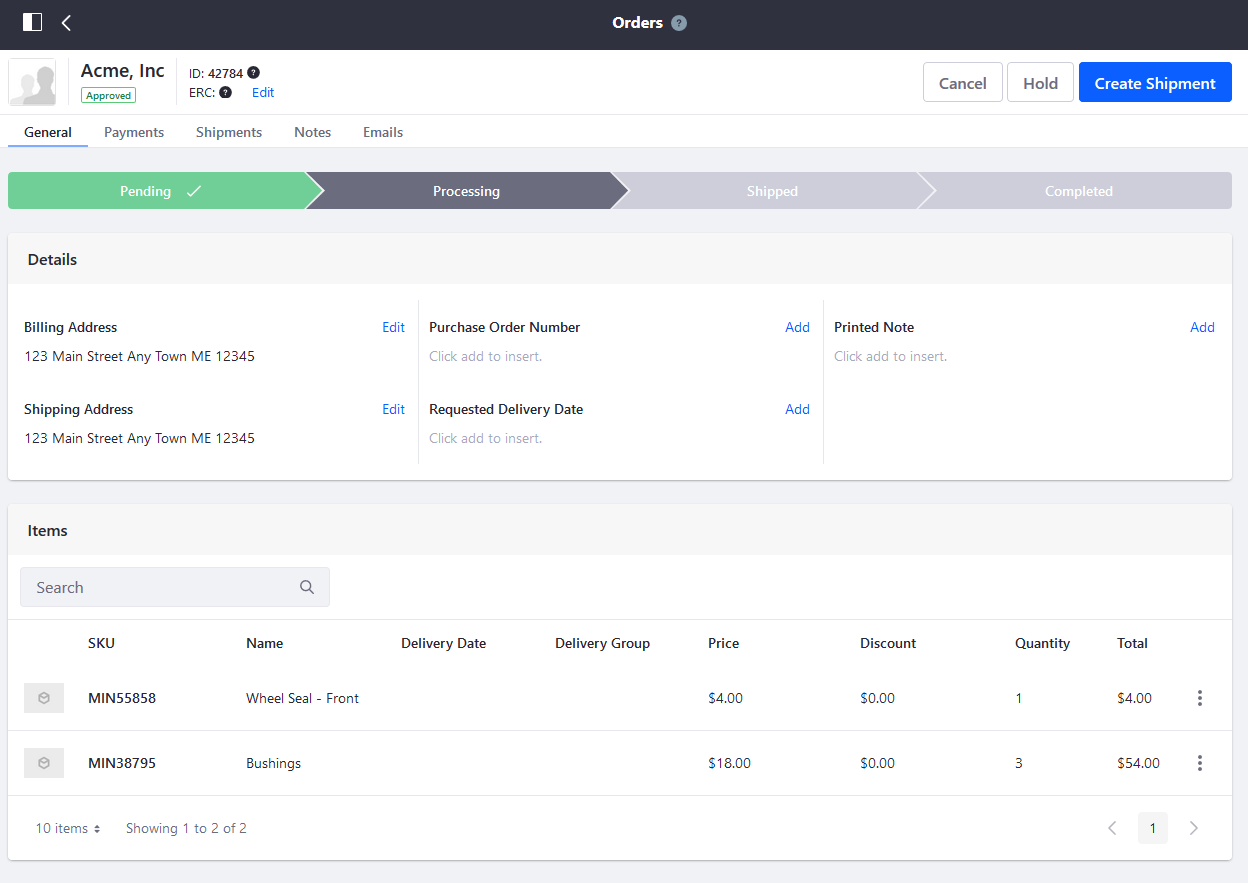 Orders ?
Acme, Inc
Approved
ID: 42784 ?
ERC: ? Edit
Cancel Hold Create Shipment
General Payments Shipments Notes Emails
Pending Processing Shipped Completed
Details
Billing Address Edit Purchase Order Number Add Printed Note Add
123 Main Street Any Town ME 12345 Click add to insert. Click add to insert.
Shipping Address Edit Requested Delivery Date Add
123 Main Street Any Town ME 12345 Click add to insert.
Items
Search
SKU Name Delivery Date Delivery Group Price Discount Quantity Total
MIN55858 Wheel Seal - Front $4.00 $0.00 1 $4.00
MIN38795 Bushings $18.00 $0.00 3 $54.00
10 items Showing 1 to 2 of 2 1